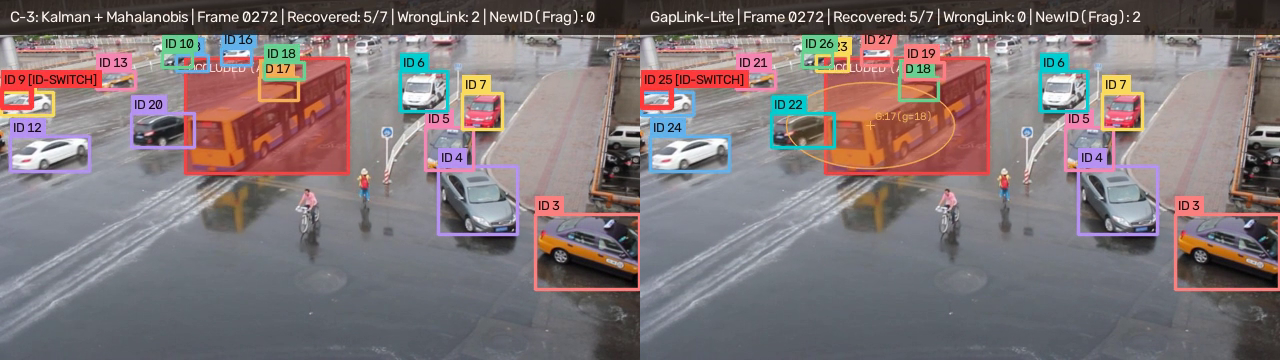 C-3: Kalman + Mahalanobis | Frame 0272 | Recovered: 5/7 | WrongLink: 2 | NewID(Frag): 0
ID 10
ID 16
ID 18
ID 13
D 17
ID 6
ID 9 [ID-SWITCH]
ID 7
ID 20
ID 12
ID 5
ID 4
ID 3
GapLink-Lite | Frame 0272 | Recovered: 5/7 | WrongLink: 0 | NewID(Frag): 2
ID 26
23
ID 27
ID 19
OCCLUDED (
ID 21
D 18
ID 6
ID 25 [ID-SWITCH]
ID 7
ID 22
G:17(g=18)
ID 24
ID 5
ID 4
ID 3